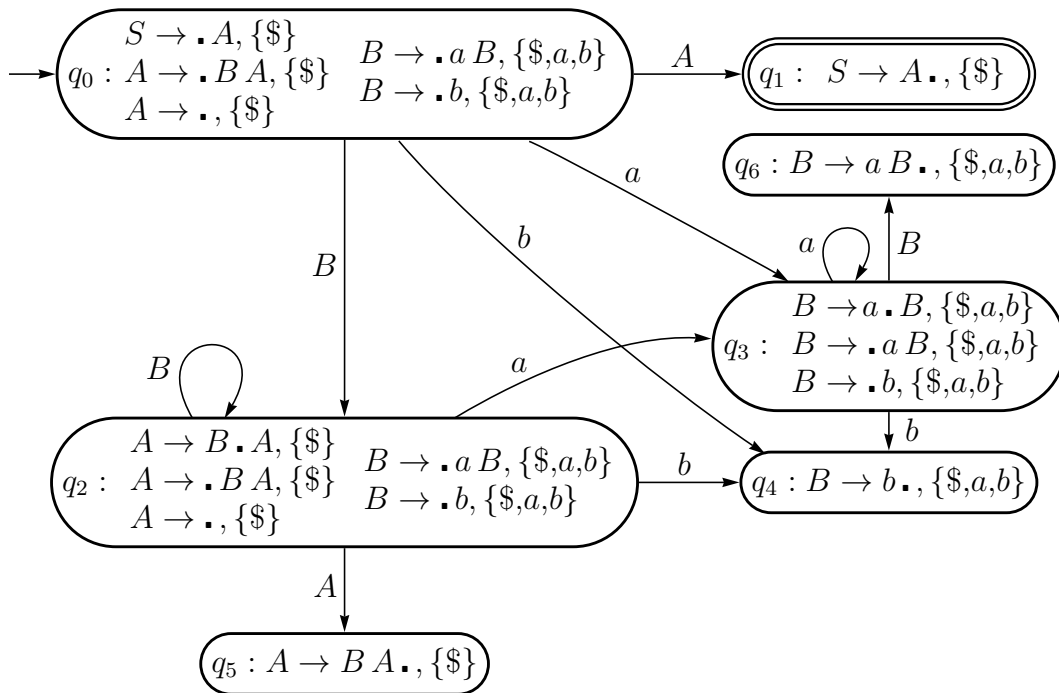 S → . A, {$}
q0 : A → . B A, {$}
A → . , {$}
B → . a B, {$,a,b}
B → . b, {$,a,b}
A
q1 : S → A . , {$}
q6 : B → a B . , {$,a,b}
a
b
B
a
B
q3 : B → a . B, {$,a,b}
B → . a B, {$,a,b}
B → . b, {$,a,b}
B
a
b
q2 : A → B . A, {$}
A → . B A, {$}
A → . , {$}
B → . a B, {$,a,b}
B → . b, {$,a,b}
b
q4 : B → b . , {$,a,b}
A
q5 : A → B A . , {$}